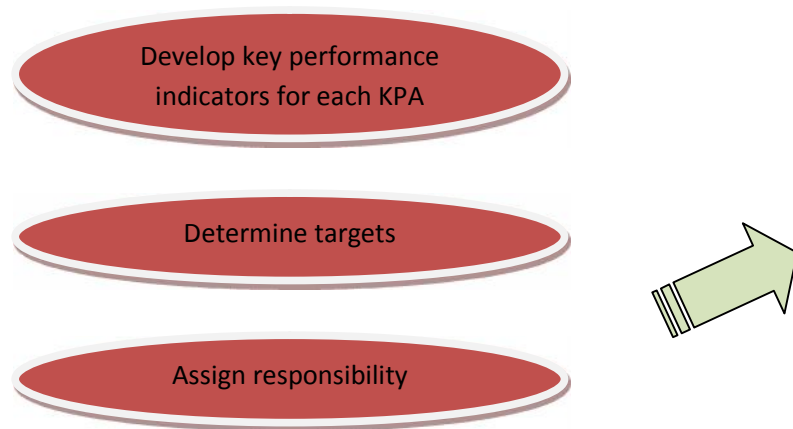 Develop key performance
indicators for each KPA
Determine targets
Assign responsibility